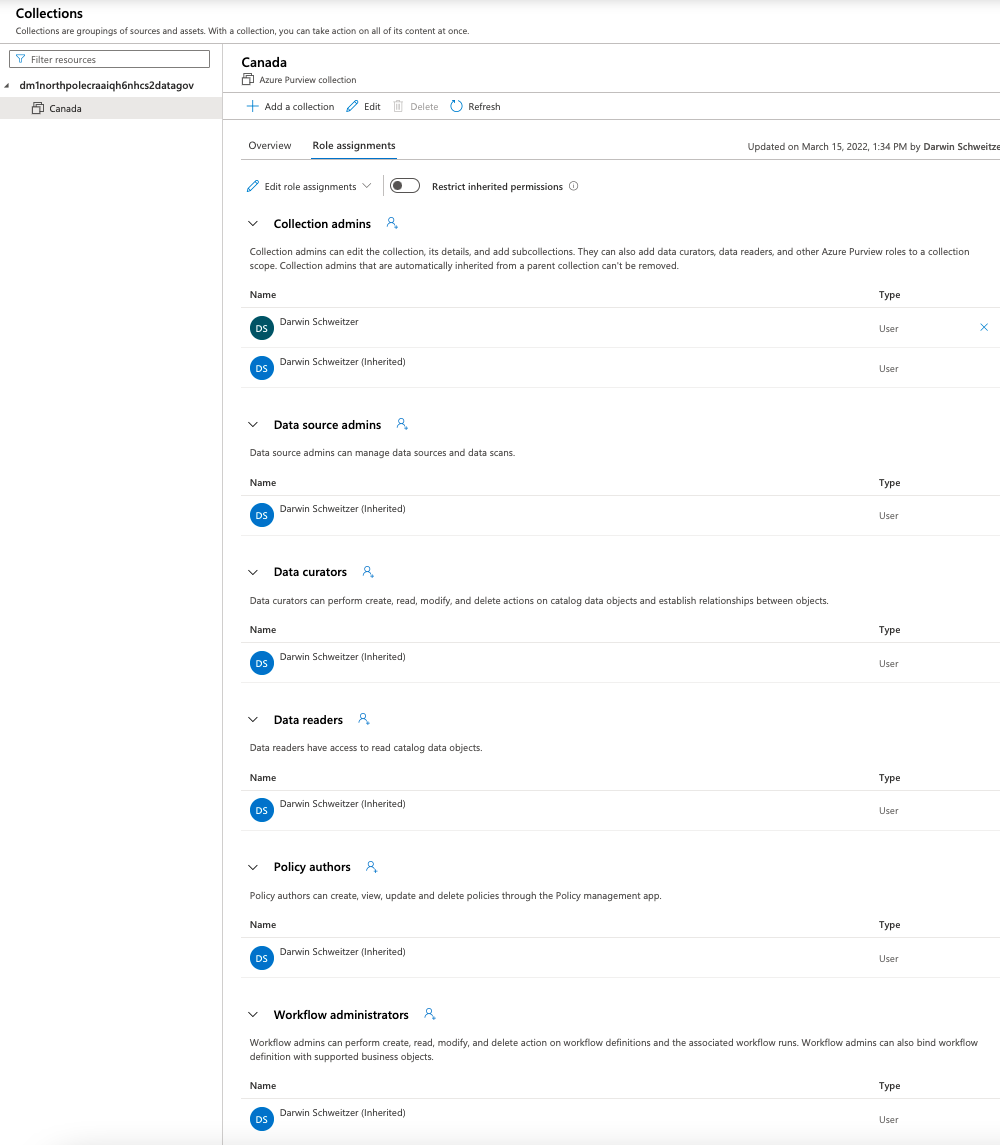 Collections
Collections are groupings of sources and assets. With a collection, you can take action on all of its content at once.
Filter resources
dm1northpolecraaiqh6nhcs2datagov
Canada
Canada
Azure Purview collection
Add a collection Edit Delete Refresh
Overview Role assignments
Updated on March 15, 2022, 1:34 PM by Darwin Schweitze
Edit role assignments Restrict inherited permissions
Collection admins
Collection admins can edit the collection, its details, and add subcollections. They can also add data curators, data readers, and other Azure Purview roles to a collection
scope. Collection admins that are automatically inherited from a parent collection can't be removed.
Name Type
DS Darwin Schweitzer User
DS Darwin Schweitzer (Inherited) User
Data source admins
Data source admins can manage data sources and data scans.
Name Type
DS Darwin Schweitzer (Inherited) User
Data curators
Data curators can perform create, read, modify, and delete actions on catalog data objects and establish relationships between objects.
Name Type
DS Darwin Schweitzer (Inherited) User
Data readers
Data readers have access to read catalog data objects.
Name Type
DS Darwin Schweitzer (Inherited) User
Policy authors
Policy authors can create, view, update and delete policies through the Policy management app.
Name Type
DS Darwin Schweitzer (Inherited) User
Workflow administrators
Workflow admins can perform create, read, modify, and delete action on workflow definitions and the associated workflow runs. Workflow admins can also bind workflow
definition with supported business objects.
Name Type
DS Darwin Schweitzer (Inherited) User